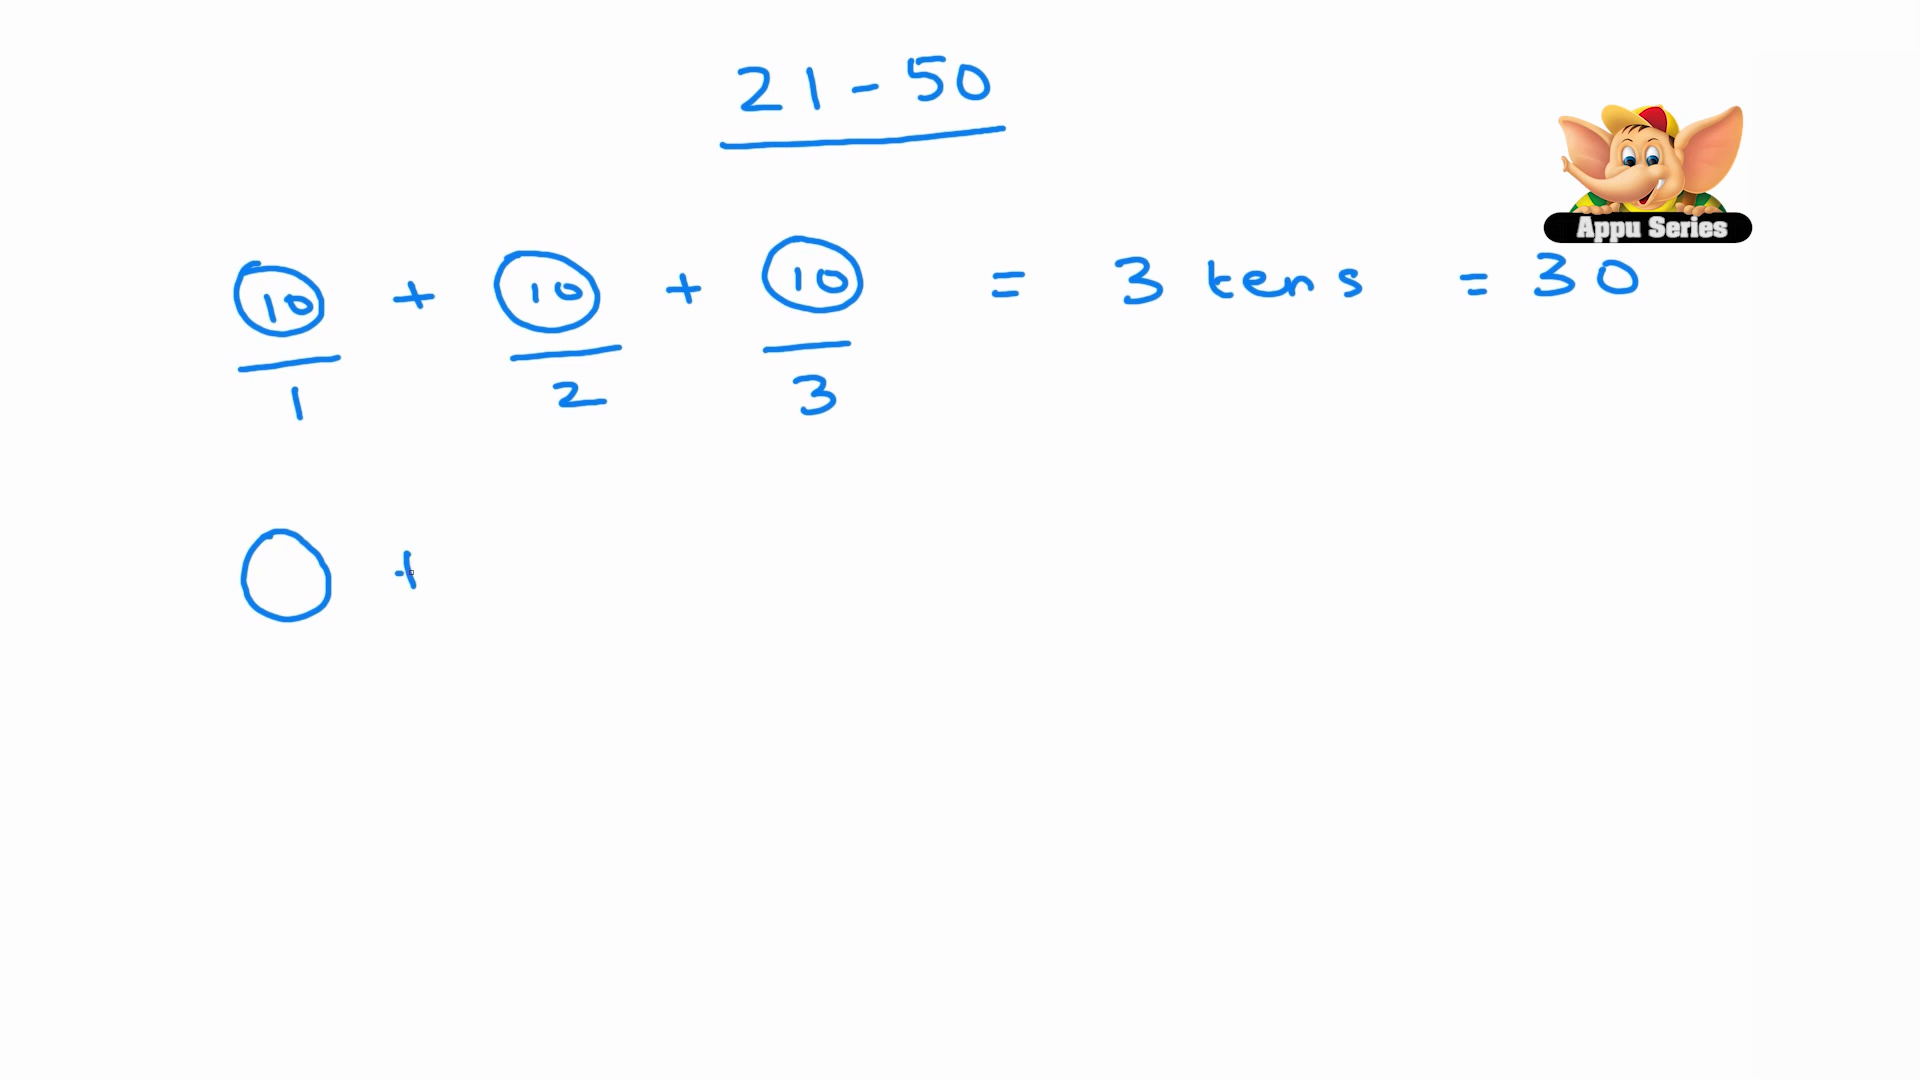 21-50
Appu Series
10 + 10 + 10 = 3 tens = 30
1 2 3
+